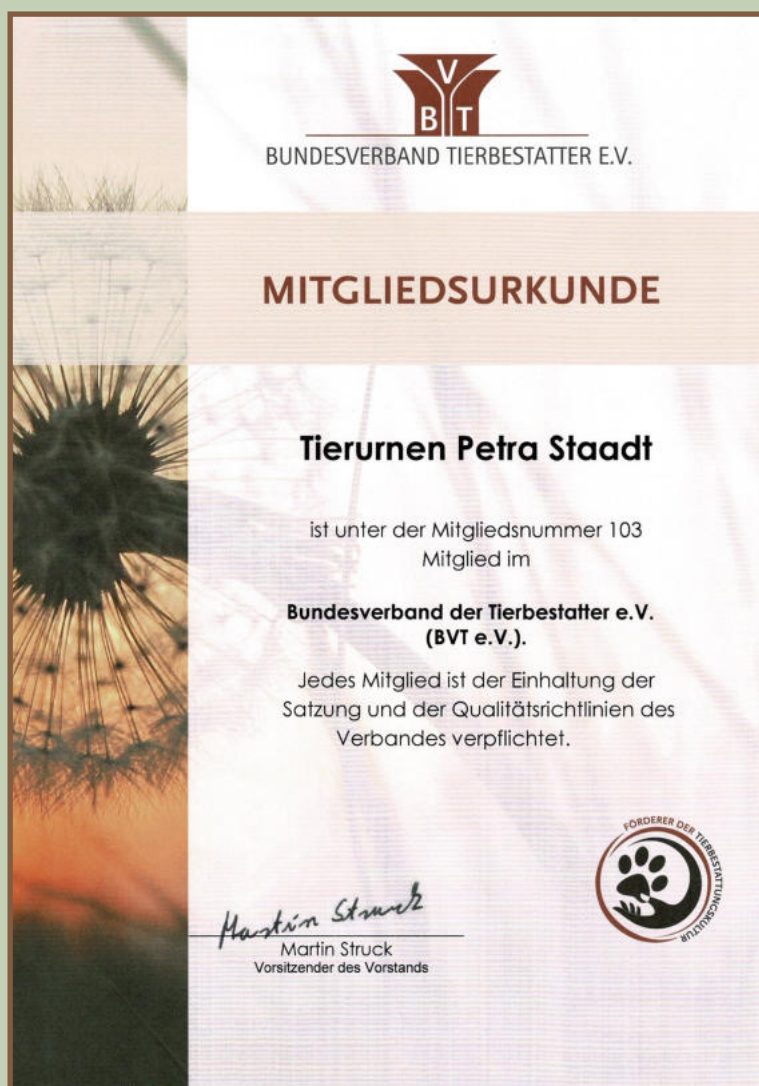 BVT
BUNDESVERBAND TIERBESTATTER E.V.
MITGLIEDSURKUNDE
Tierurnen Petra Staadt
ist unter der Mitgliedsnummer 103
Mitglied im
Bundesverband der Tierbestatter e.V.
(BVT e.V.).
Jedes Mitglied ist der Einhaltung der
Satzung und der Qualitätsrichtlinien des
Verbandes verpflichtet.
FÖRDERER DER TIERBESTATTUNGSKULTUR
Martin Struck
Martin Struck
Vorsitzender des Vorstands